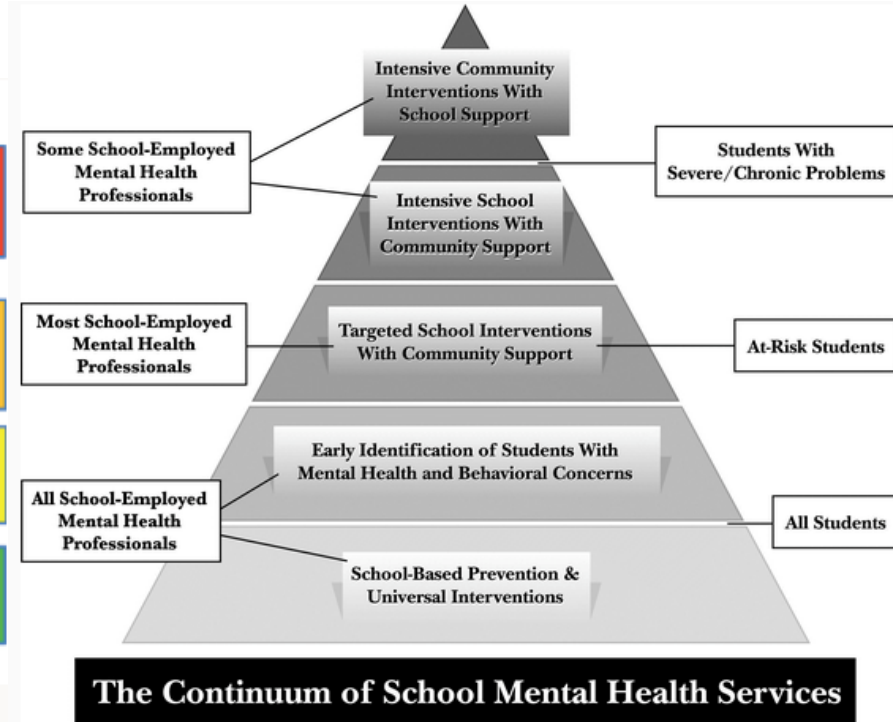 Intensive Community
Interventions With
School Support
Some School-Employed
Mental Health
Professionals
Students With
Severe/Chronic Problems
Intensive School
Interventions With
Community Support
Most School-Employed
Mental Health
Professionals
Targeted School Interventions
With Community Support
At-Risk Students
Early Identification of Students With
Mental Health and Behavioral Concerns
All School-Employed
Mental Health
Professionals
All Students
School-Based Prevention &
Universal Interventions
The Continuum of School Mental Health Services